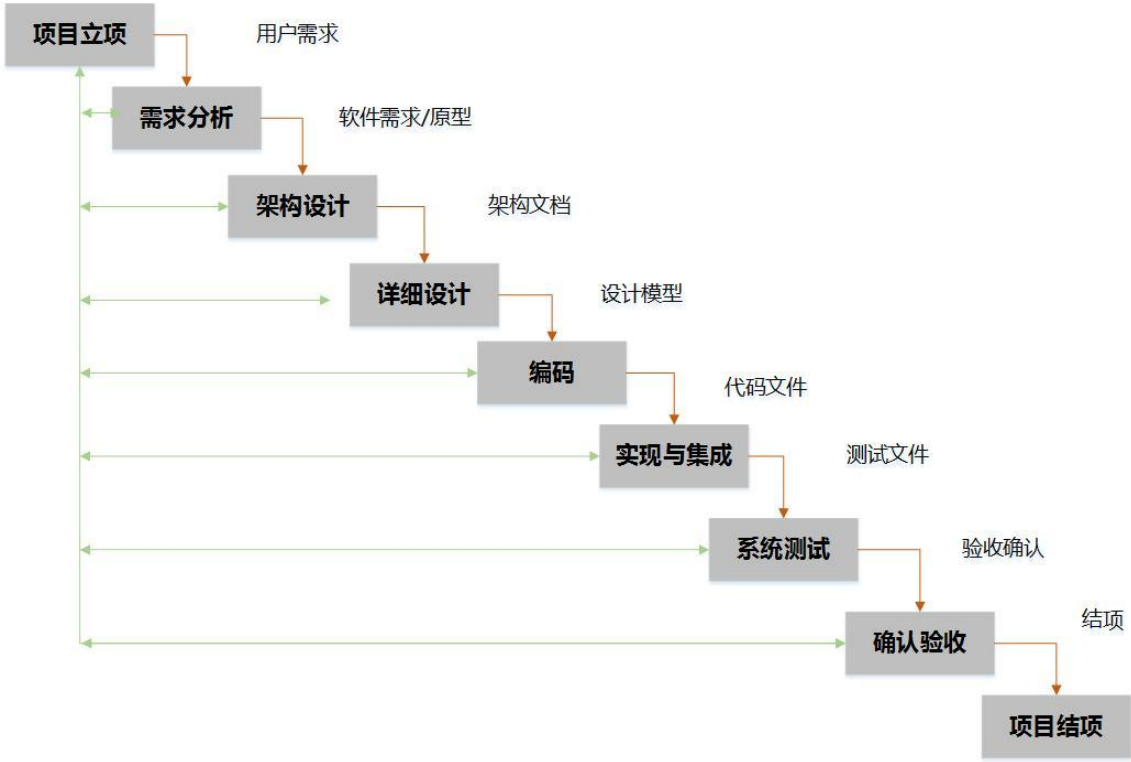 项目立项
用户需求
需求分析
软件需求/原型
架构设计
架构文档
详细设计
设计模型
编码
代码文件
实现与集成
测试文件
系统测试
验收确认
确认验收
结项
项目结项